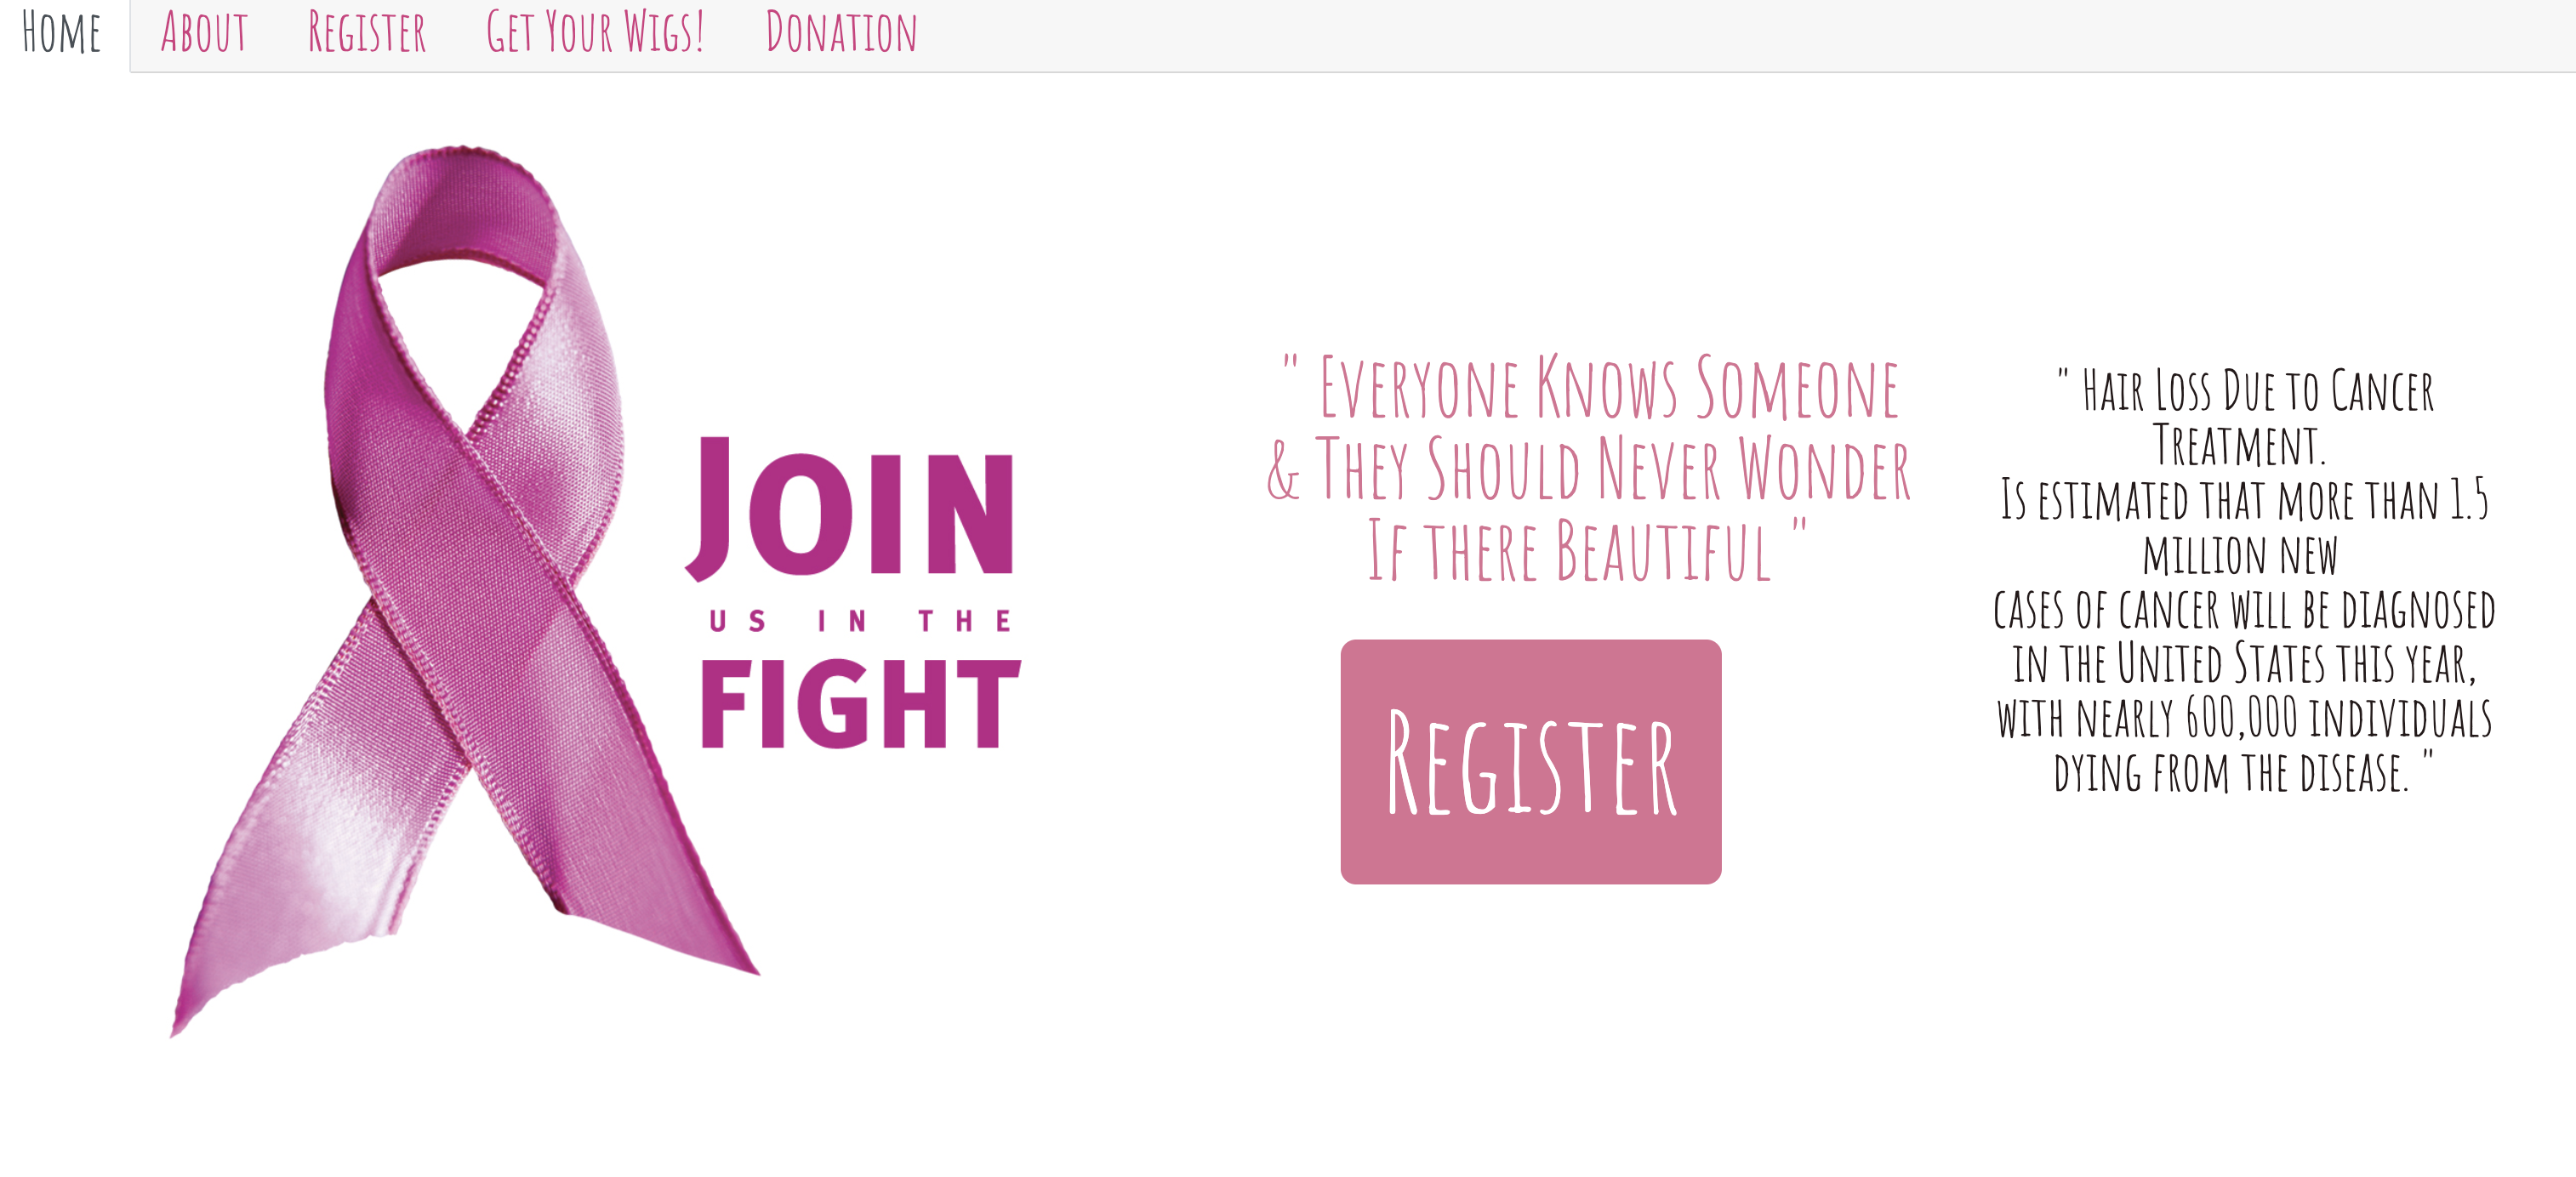 Home About Register Get Your Wigs! Donation
JOIN
US IN THE
FIGHT
" Everyone Knows Someone
& They Should Never Wonder
If there Beautiful "
Register
" Hair Loss Due to Cancer
Treatment.
Is estimated that more than 1.5
million new
cases of cancer will be diagnosed
in the United States this year,
with nearly 600,000 individuals
dying from the disease. "